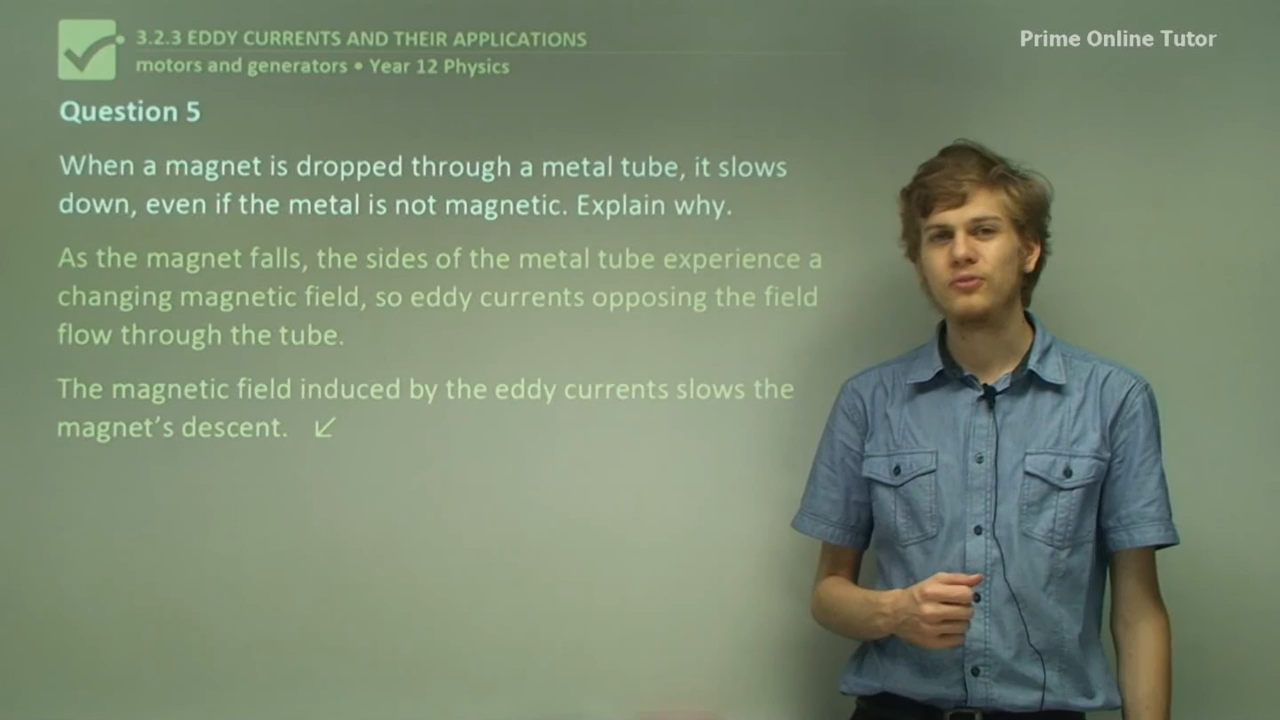 3.2.3 EDDY CURRENTS AND THEIR APPLICATIONS
motors and generators • Year 12 Physics
Prime Online Tutor
Question 5
When a magnet is dropped through a metal tube, it slows
down, even if the metal is not magnetic. Explain why.
As the magnet falls, the sides of the metal tube experience a
changing magnetic field, so eddy currents opposing the field
flow through the tube.
The magnetic field induced by the eddy currents slows the
magnet's descent. ↙